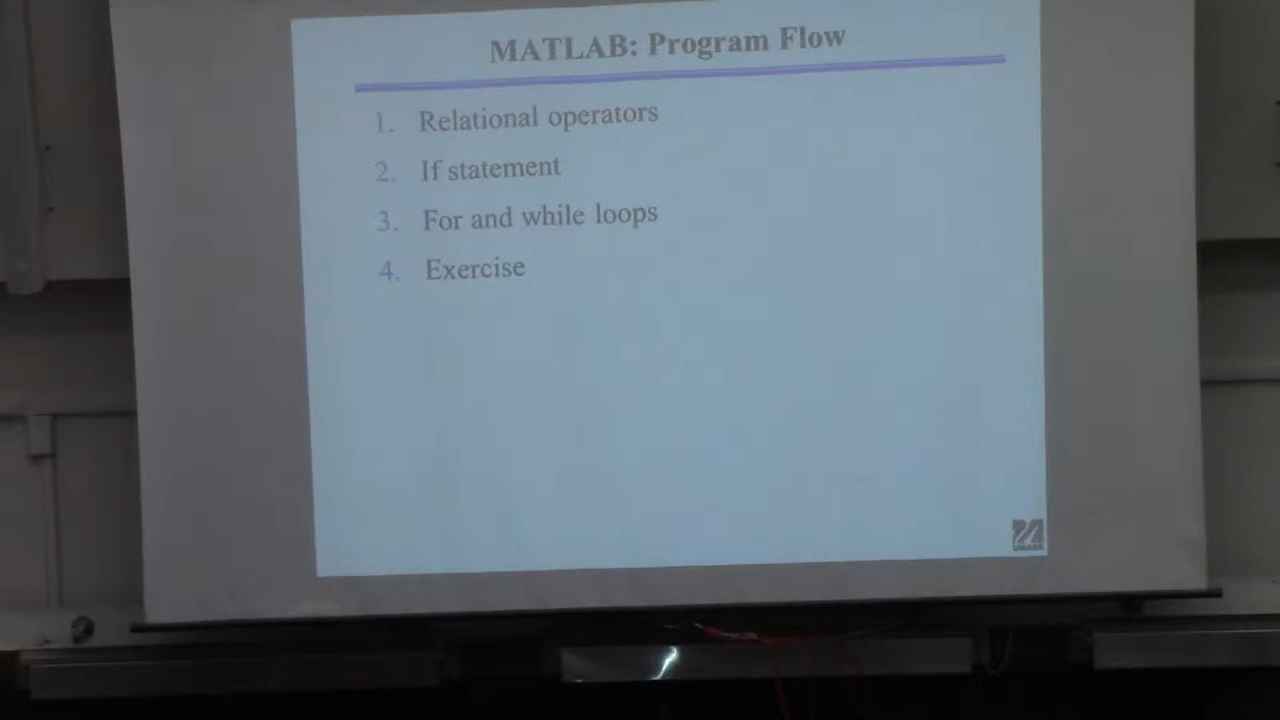 MATLAB: Program Flow
1. Relational operators
2. If statement
3. For and while loops
4. Exercise